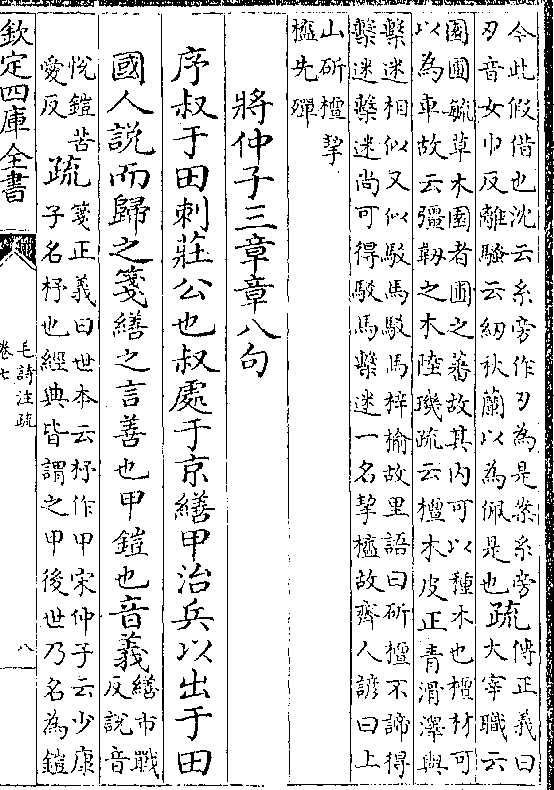 今此假借也沈云糸旁作刃為是案糸旁
刃音女巾反離騷云紉秋蘭以為佩是也
疏
傳正義曰
大宰職云
園圃毓草木園者圃之蕃故其内可以種木也檀材可
以為車故云彊韌之木陸璣疏云檀木皮正青滑澤與
檕迷相似又似駁馬駁馬梓榆故里語曰斫檀不諦得
檕迷檕迷尚可得駁馬檕迷一名挈橀故齊人諺曰上
山斫檀挈
橀先殫
將仲子三章章八句
序叔于田刺莊公也叔處于京繕甲治兵以出于田
國人說而歸之箋繕之言善也甲鎧也音義
繕市戰
反說音
悅鎧苦
愛反
疏
箋正義曰世本云杼作甲宋仲子云少康
子名杼也經典皆謂之甲後世乃名為鎧
欽定四庫全書
毛詩注疏
卷七
八